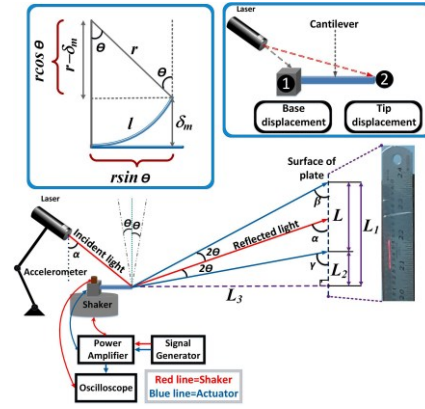 r cos θ
r−δm
θ
r
θ
l
δm
r sin θ
Laser
Cantilever
1
2
Base
displacement
Tip
displacement
Laser
α
Incident light
θ θ
Accelerometer
Shaker
2θ
2θ
Reflected light
Surface of
plate
β
α
γ
L
L1
L2
L3
Power
Amplifier
Signal
Generator
Oscilloscope
Red line=Shaker
Blue line=Actuator